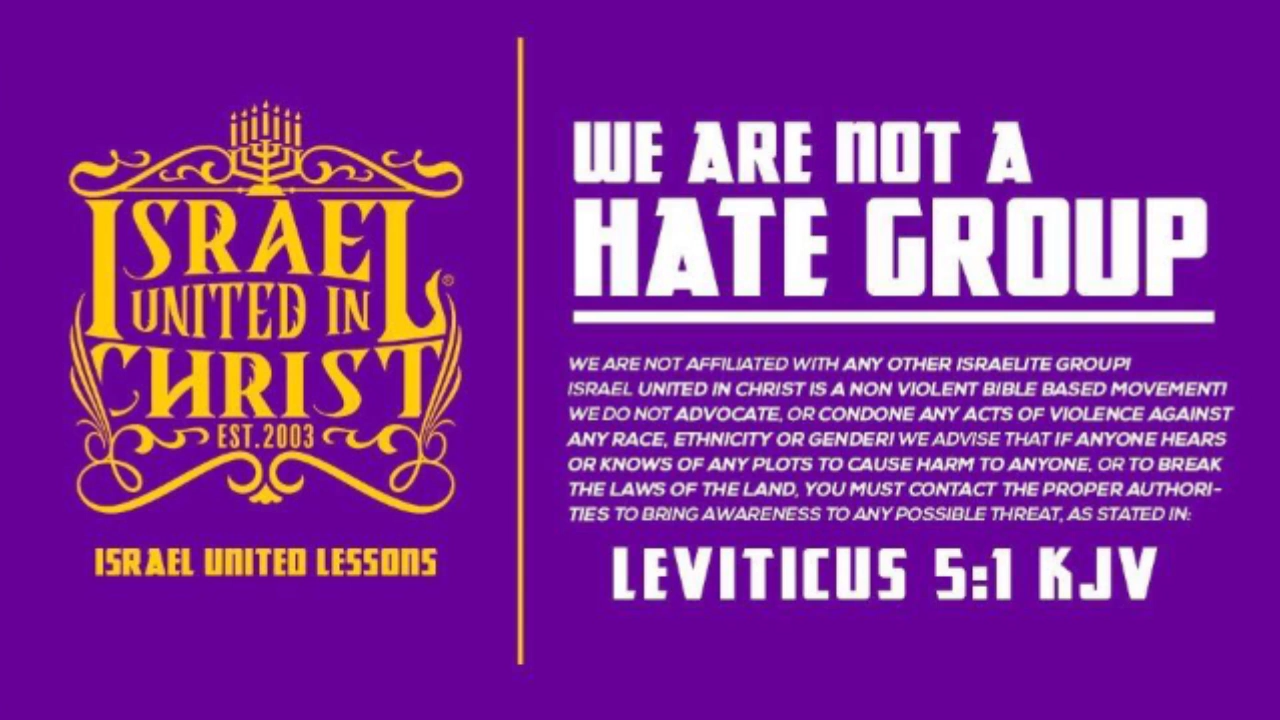 ISRAEL
UNITED IN
CHRIST
EST. 2003
ISRAEL UNITED LESSONS
WE ARE NOT A
HATE GROUP
WE ARE NOT AFFILIATED WITH ANY OTHER ISRAELITE GROUP!
ISRAEL UNITED IN CHRIST IS A NON VIOLENT BIBLE BASED MOVEMENT!
WE DO NOT ADVOCATE, OR CONDONE ANY ACTS OF VIOLENCE AGAINST
ANY RACE, ETHNICITY OR GENDER! WE ADVISE THAT IF ANYONE HEARS
OR KNOWS OF ANY PLOTS TO CAUSE HARM TO ANYONE, OR TO BREAK
THE LAWS OF THE LAND, YOU MUST CONTACT THE PROPER AUTHORI-
TIES TO BRING AWARENESS TO ANY POSSIBLE THREAT, AS STATED IN:
LEVITICUS 5:1 KJV